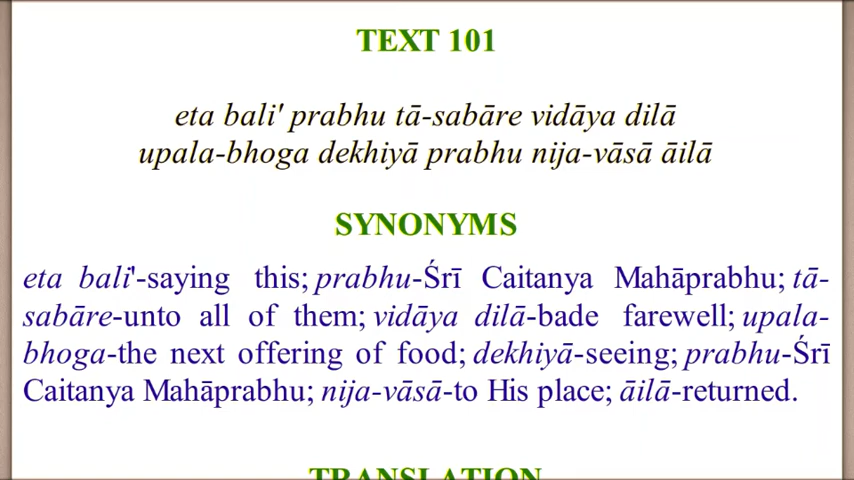 TEXT 101
eta bali' prabhu tā-sabāre vidāya dilā
upala-bhoga dekhiyā prabhu nija-vāsā āilā
SYNONYMS
eta bali'-saying this; prabhu-Śrī Caitanya Mahāprabhu; tā-
sabāre-unto all of them; vidāya dilā-bade farewell; upala-
bhoga-the next offering of food; dekhiyā-seeing; prabhu-Śrī
Caitanya Mahāprabhu; nija-vāsā-to His place; āilā-returned.
TRANSLATION